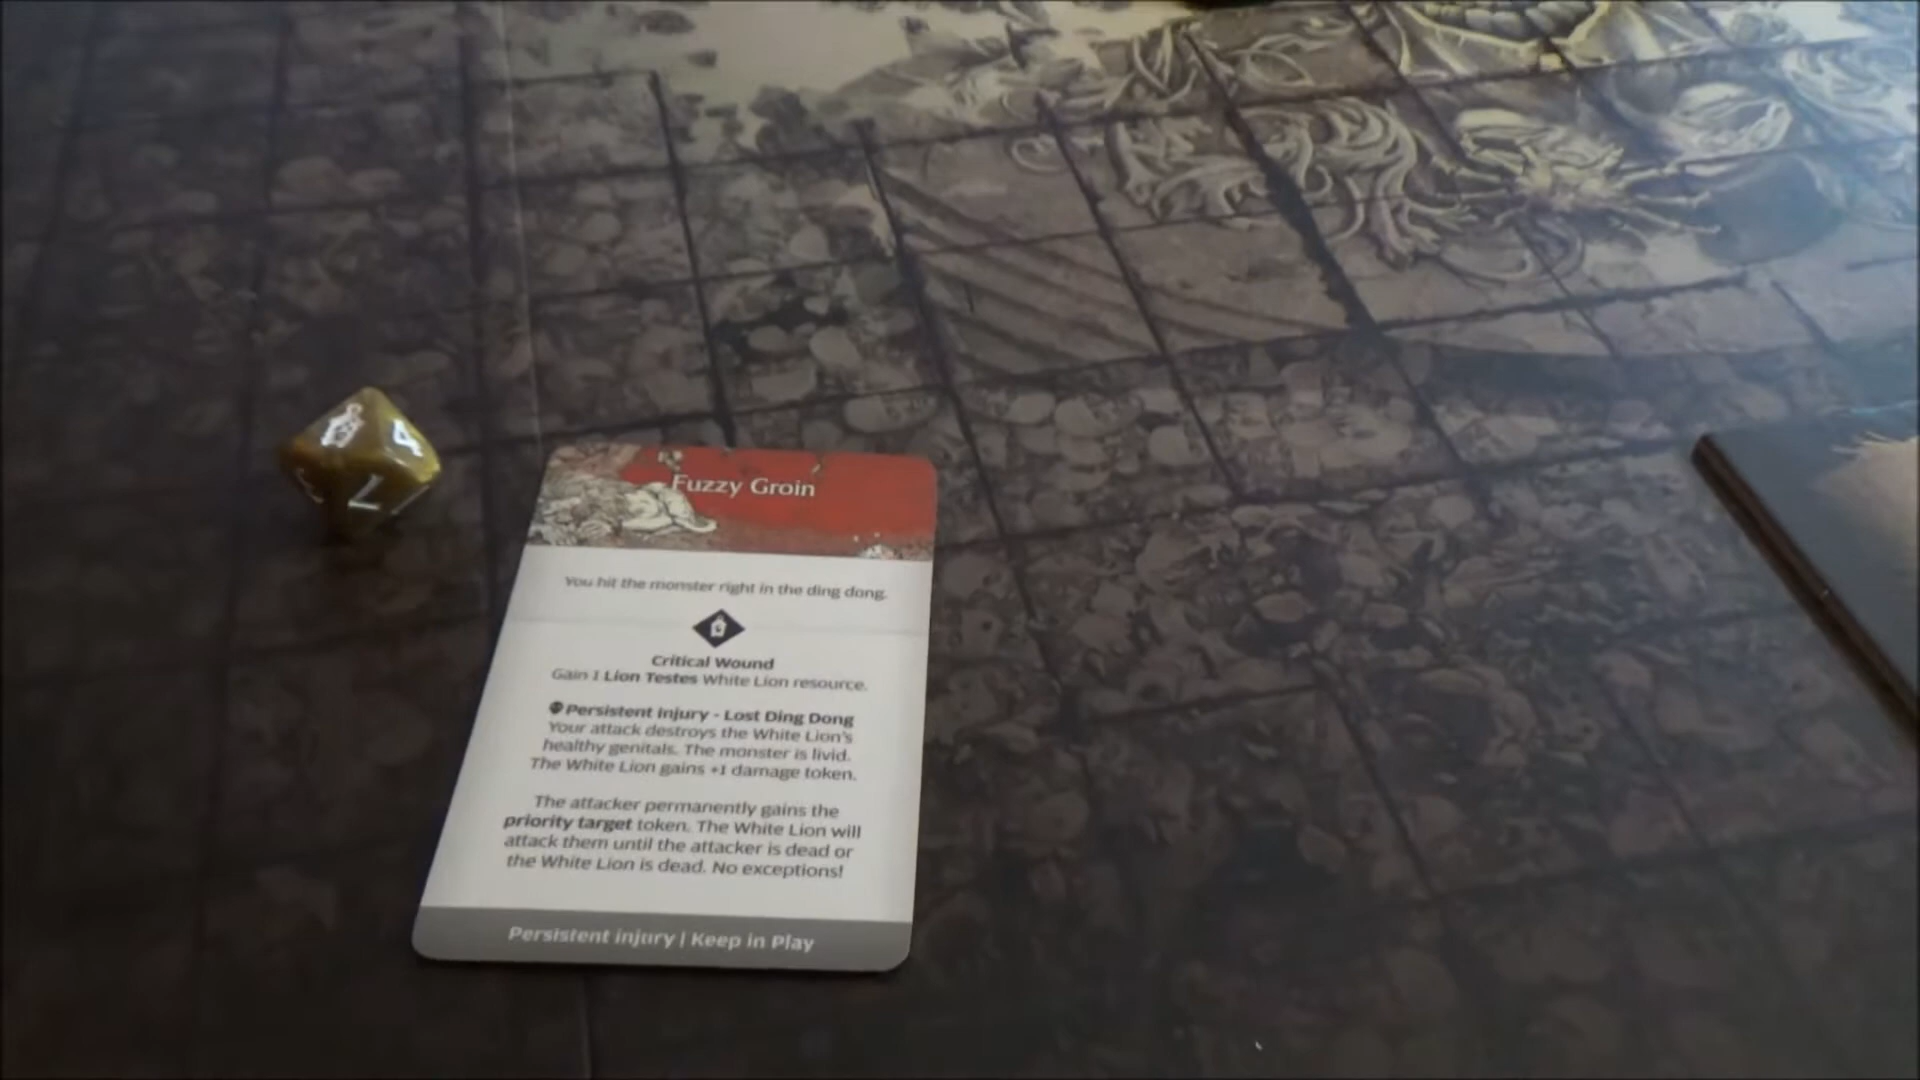 Fuzzy Groin
You hit the monster right in the ding dong.
Critical Wound
Gain 1 Lion Testes White Lion resource.
Persistent Injury - Lost Ding Dong
Your attack destroys the White Lion's
healthy genitals. The monster is livid.
The White Lion gains +1 damage token.
The attacker permanently gains the
priority target token. The White Lion will
attack them until the attacker is dead or
the White Lion is dead. No exceptions!
Persistent injury | Keep in Play